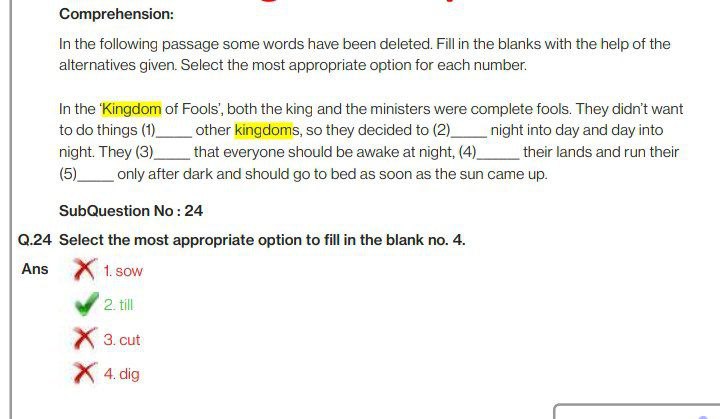 Comprehension:
In the following passage some words have been deleted. Fill in the blanks with the help of the
alternatives given. Select the most appropriate option for each number.
In the 'Kingdom of Fools', both the king and the ministers were complete fools. They didn't want
to do things (1)_____ other kingdoms, so they decided to (2)_____ night into day and day into
night. They (3)_____ that everyone should be awake at night, (4)______ their lands and run their
(5)_____ only after dark and should go to bed as soon as the sun came up.
SubQuestion No : 24
Q.24 Select the most appropriate option to fill in the blank no. 4.
Ans 1. sow
2. till
3. cut
4. dig